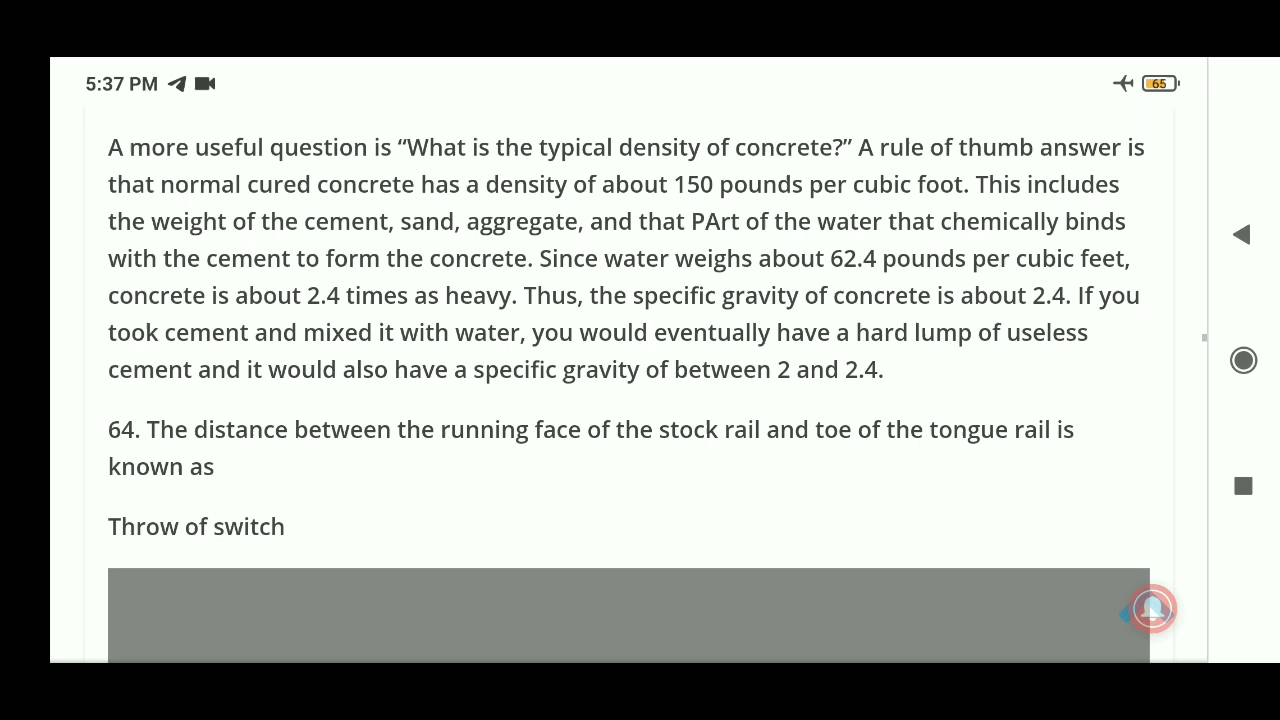 5:37 PM
65
A more useful question is “What is the typical density of concrete?” A rule of thumb answer is
that normal cured concrete has a density of about 150 pounds per cubic foot. This includes
the weight of the cement, sand, aggregate, and that PArt of the water that chemically binds
with the cement to form the concrete. Since water weighs about 62.4 pounds per cubic feet,
concrete is about 2.4 times as heavy. Thus, the specific gravity of concrete is about 2.4. If you
took cement and mixed it with water, you would eventually have a hard lump of useless
cement and it would also have a specific gravity of between 2 and 2.4.
64. The distance between the running face of the stock rail and toe of the tongue rail is
known as
Throw of switch